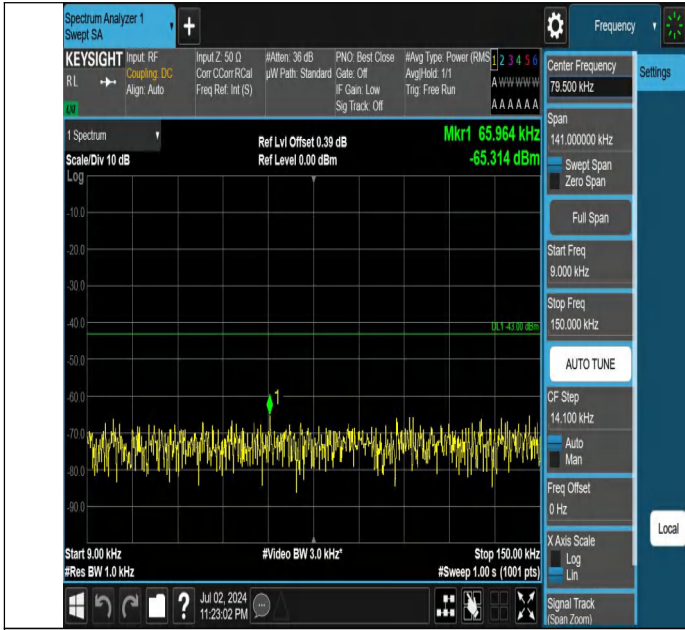 Spectrum Analyzer 1
Swept SA
+
Frequency
KEYSIGHT
RL
LXI
Input: RF
Coupling: DC
Align: Auto
Input Z: 50 Ω
Corr CCorr RCal
Freq Ref: Int (S)
#Atten: 36 dB
µW Path: Standard
PNO: Best Close
Gate: Off
IF Gain: Low
Sig Track: Off
#Avg Type: Power (RMS
Avg|Hold: 1/1
Trig: Free Run
1 2 3 4 5 6
A W W W W W
A A A A A A
1 Spectrum
Scale/Div 10 dB
Log
Ref Lvl Offset 0.39 dB
Ref Level 0.00 dBm
Mkr1 65.964 kHz
-65.314 dBm
-10.0
-20.0
-30.0
-40.0
-50.0
-60.0
-70.0
-80.0
-90.0
DL1 -43.00 dBm
1
Start 9.00 kHz
#Res BW 1.0 kHz
#Video BW 3.0 kHz*
Stop 150.00 kHz
#Sweep 1.00 s (1001 pts)
?
Jul 02, 2024
11:23:02 PM
Center Frequency
79.500 kHz
Settings
Span
141.000000 kHz
Swept Span
Zero Span
Full Span
Start Freq
9.000 kHz
Stop Freq
150.000 kHz
AUTO TUNE
CF Step
14.100 kHz
Auto
Man
Freq Offset
0 Hz
Local
X Axis Scale
Log
Lin
Signal Track
(Span Zoom)